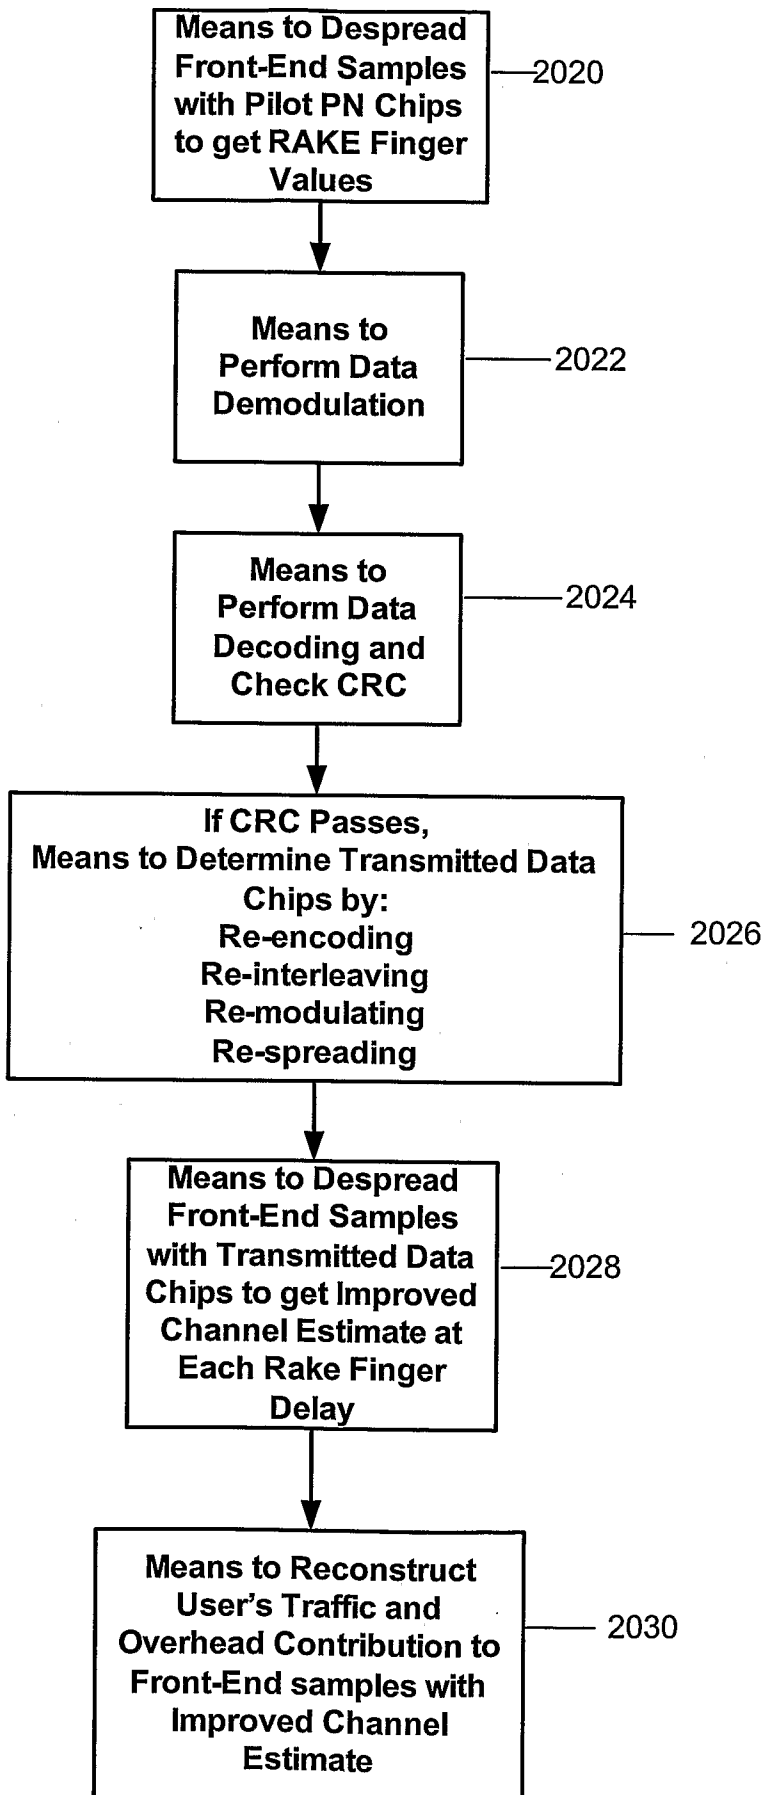 Means to Despread
Front-End Samples
with Pilot PN Chips
to get RAKE Finger
Values
2020
Means to
Perform Data
Demodulation
2022
Means to
Perform Data
Decoding and
Check CRC
2024
If CRC Passes,
Means to Determine Transmitted Data
Chips by:
Re-encoding
Re-interleaving
Re-modulating
Re-spreading
2026
Means to Despread
Front-End Samples
with Transmitted Data
Chips to get Improved
Channel Estimate at
Each Rake Finger
Delay
2028
Means to Reconstruct
User's Traffic and
Overhead Contribution to
Front-End samples with
Improved Channel
Estimate
2030